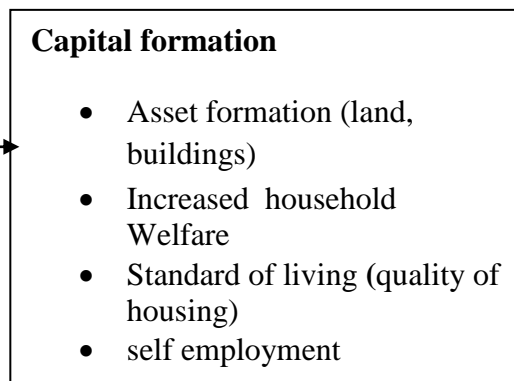 Capital formation
• Asset formation (land,
buildings)
• Increased household
Welfare
• Standard of living (quality of
housing)
• self employment